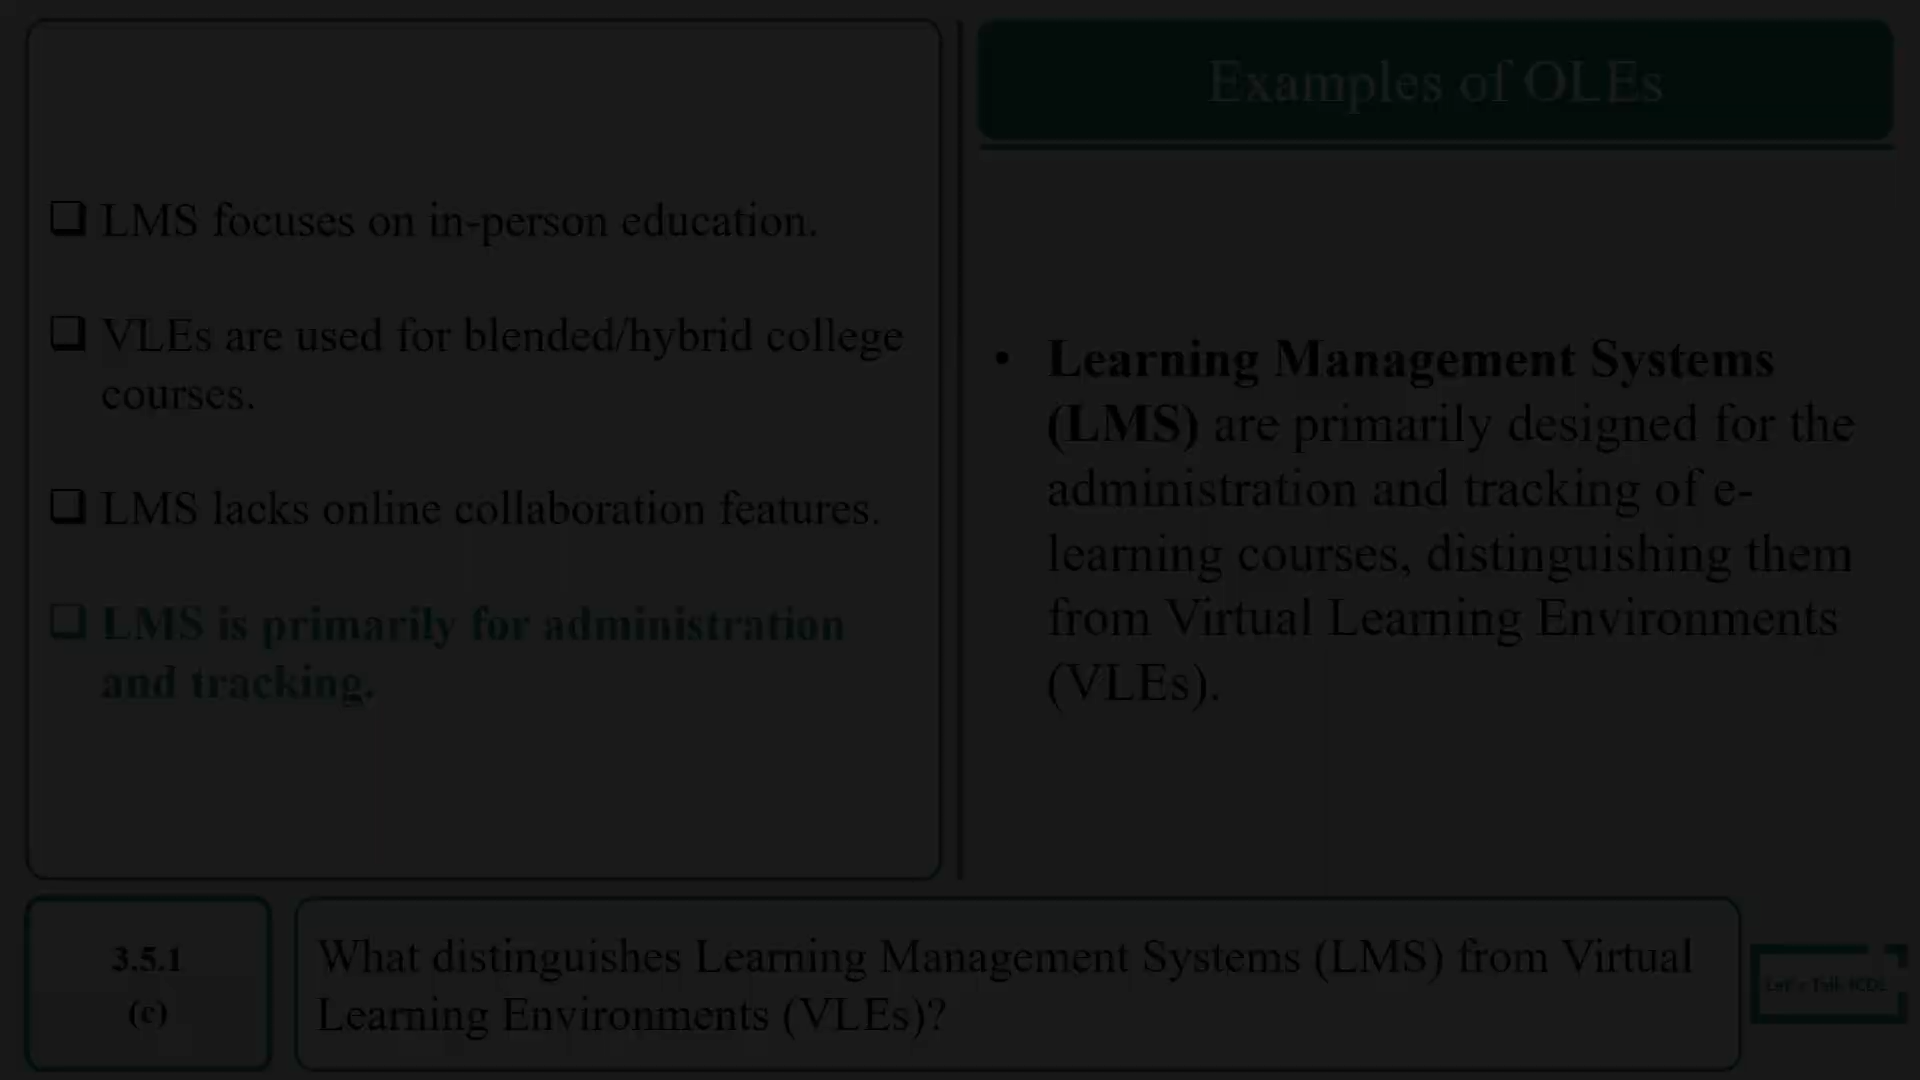 LMS focuses on in-person education.
VLEs are used for blended/hybrid college
courses.
LMS lacks online collaboration features.
LMS is primarily for administration
and tracking.
Examples of OLEs
• Learning Management Systems
(LMS) are primarily designed for the
administration and tracking of e-
learning courses, distinguishing them
from Virtual Learning Environments
(VLEs).
3.5.1
(c)
What distinguishes Learning Management Systems (LMS) from Virtual
Learning Environments (VLEs)?
Let's Talk ICDL